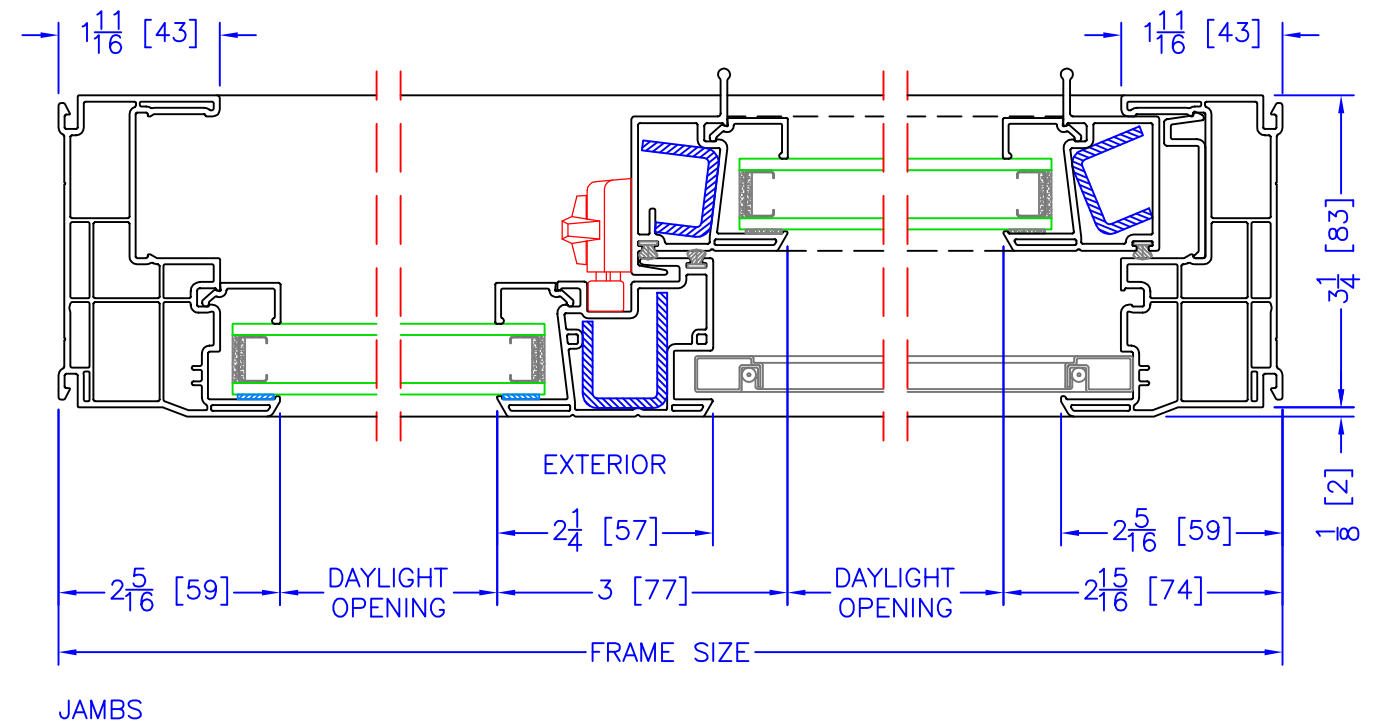 1 11/16 [43]
1 11/16 [43]
3 1/4 [83]
1/8 [2]
EXTERIOR
2 1/4 [57]
2 5/16 [59]
2 5/16 [59]
DAYLIGHT
OPENING
3 [77]
DAYLIGHT
OPENING
2 15/16 [74]
FRAME SIZE
JAMBS